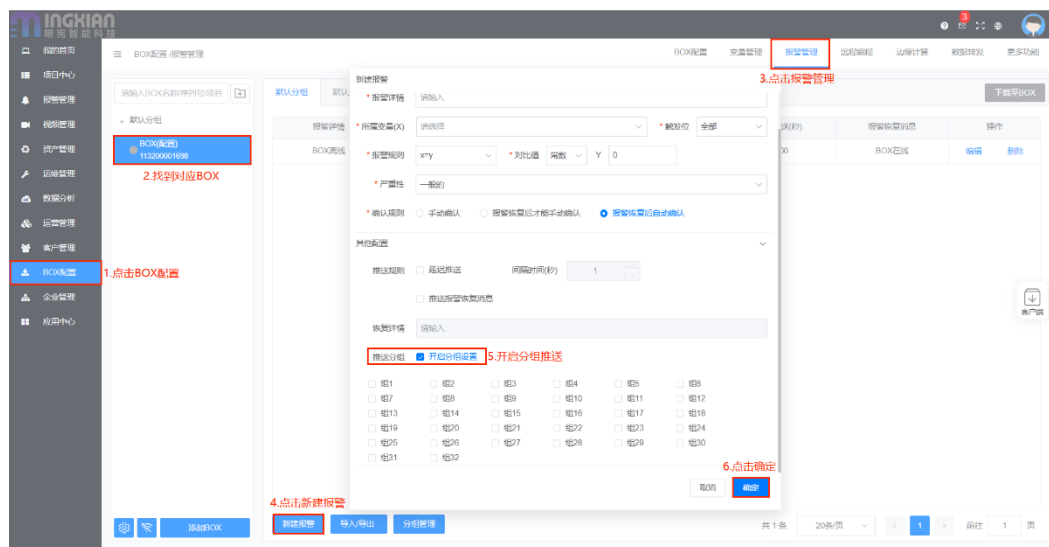 INGXIAN
明宪智能科技
3
我的首页
项目中心
报警管理
视频管理
资产管理
运维管理
数据分析
运营管理
客户管理
BOX配置
企业管理
应用中心
1.点击BOX配置
BOX配置 /报警管理
BOX配置 变量管理 报警管理 远程编程 边缘计算 数据转发 更多功能
3.点击报警管理
请输入BOX名称/序列号/项目
默认分组
BOX(配置)
113200001698
2.找到对应BOX
添加BOX
默认分组 默认
下载至BOX
报警详情
送(秒) 报警恢复消息 操作
BOX离线
00 BOX在线 编辑 删除
新建报警
* 报警详情 请输入
* 所属变量(X) 请选择 * 触发位 全部
* 报警规则 x=y * 对比值 常数 Y 0
* 严重性 一般的
* 确认规则 手动确认 报警恢复后才能手动确认 报警恢复后自动确认
其他配置
推送规则 延迟推送 间隔时间(秒) 1
推送报警恢复消息
恢复详情 请输入
推送分组 开启分组设置 5.开启分组推送
组1 组2 组3 组4 组5 组6
组7 组8 组9 组10 组11 组12
组13 组14 组15 组16 组17 组18
组19 组20 组21 组22 组23 组24
组25 组26 组27 组28 组29 组30
组31 组32
6.点击确定
取消 确定
4.点击新建报警
新建报警 导入/导出 分组管理
共 1 条 20条/页 1 前往 1 页
客户端